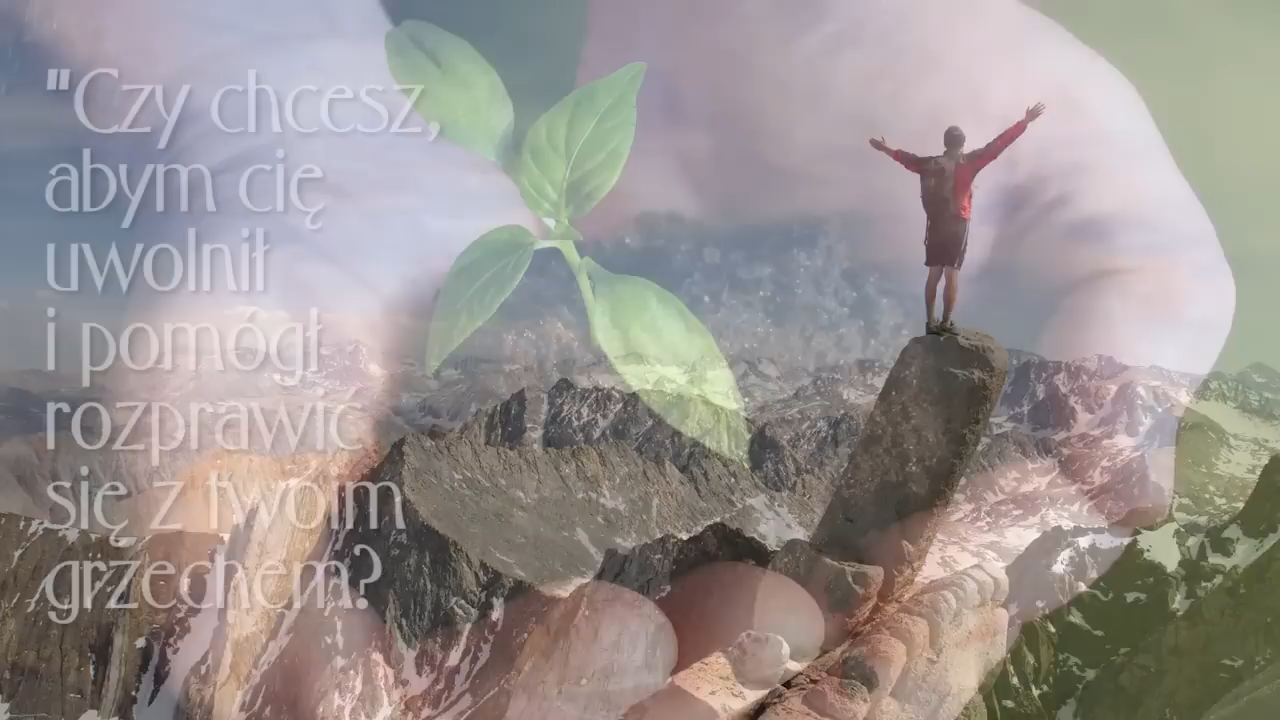 "Czy chcesz,
abym cię
uwolnił
i pomógł
rozprawić
się z twoim
grzechem?